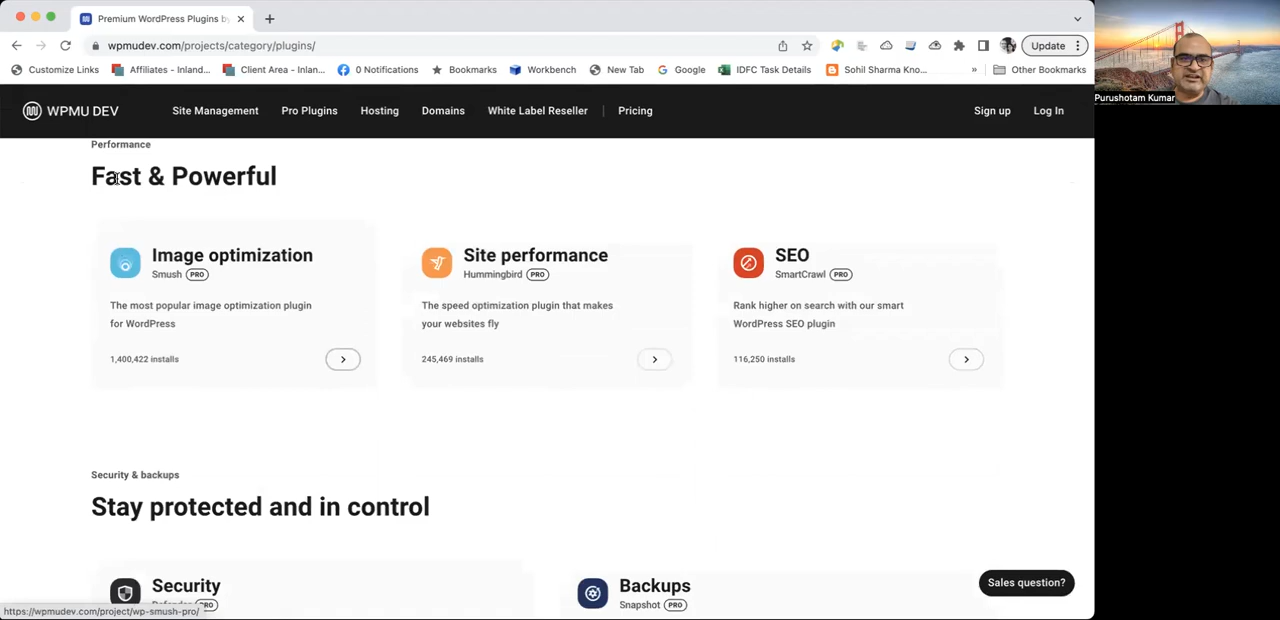 Premium WordPress Plugins by
wpmudev.com/projects/category/plugins/
Update
Customize Links
Affiliates - Inland...
Client Area - Inlan...
0 Notifications
Bookmarks
Workbench
New Tab
Google
IDFC Task Details
Sohil Sharma Kno...
»
Other Bookmarks
Purushotam Kumar
WPMU DEV
Site Management
Pro Plugins
Hosting
Domains
White Label Reseller
Pricing
Sign up
Log In
Performance
Fast & Powerful
Image optimization
Smush PRO
The most popular image optimization plugin
for WordPress
1,400,422 installs
Site performance
Hummingbird PRO
The speed optimization plugin that makes
your websites fly
245,469 installs
SEO
SmartCrawl PRO
Rank higher on search with our smart
WordPress SEO plugin
116,250 installs
Security & backups
Stay protected and in control
Security
Defender PRO
Backups
Snapshot PRO
Sales question?
https://wpmudev.com/project/wp-smush-pro/